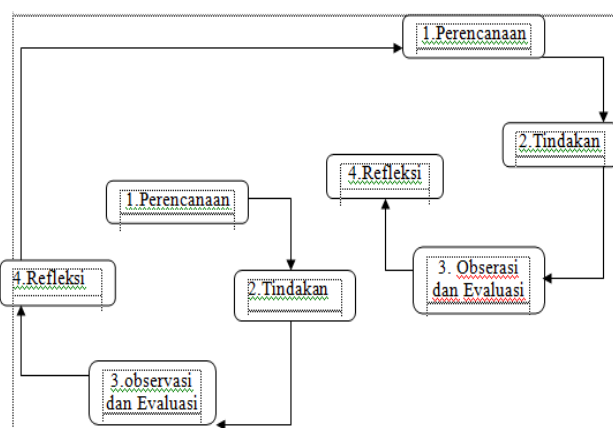 1.Perencanaan
2.Tindakan
4.Refleksi
1.Perencanaan
3. Obserasi
dan Evaluasi
4.Refleksi
2.Tindakan
3.observasi
dan Evaluasi